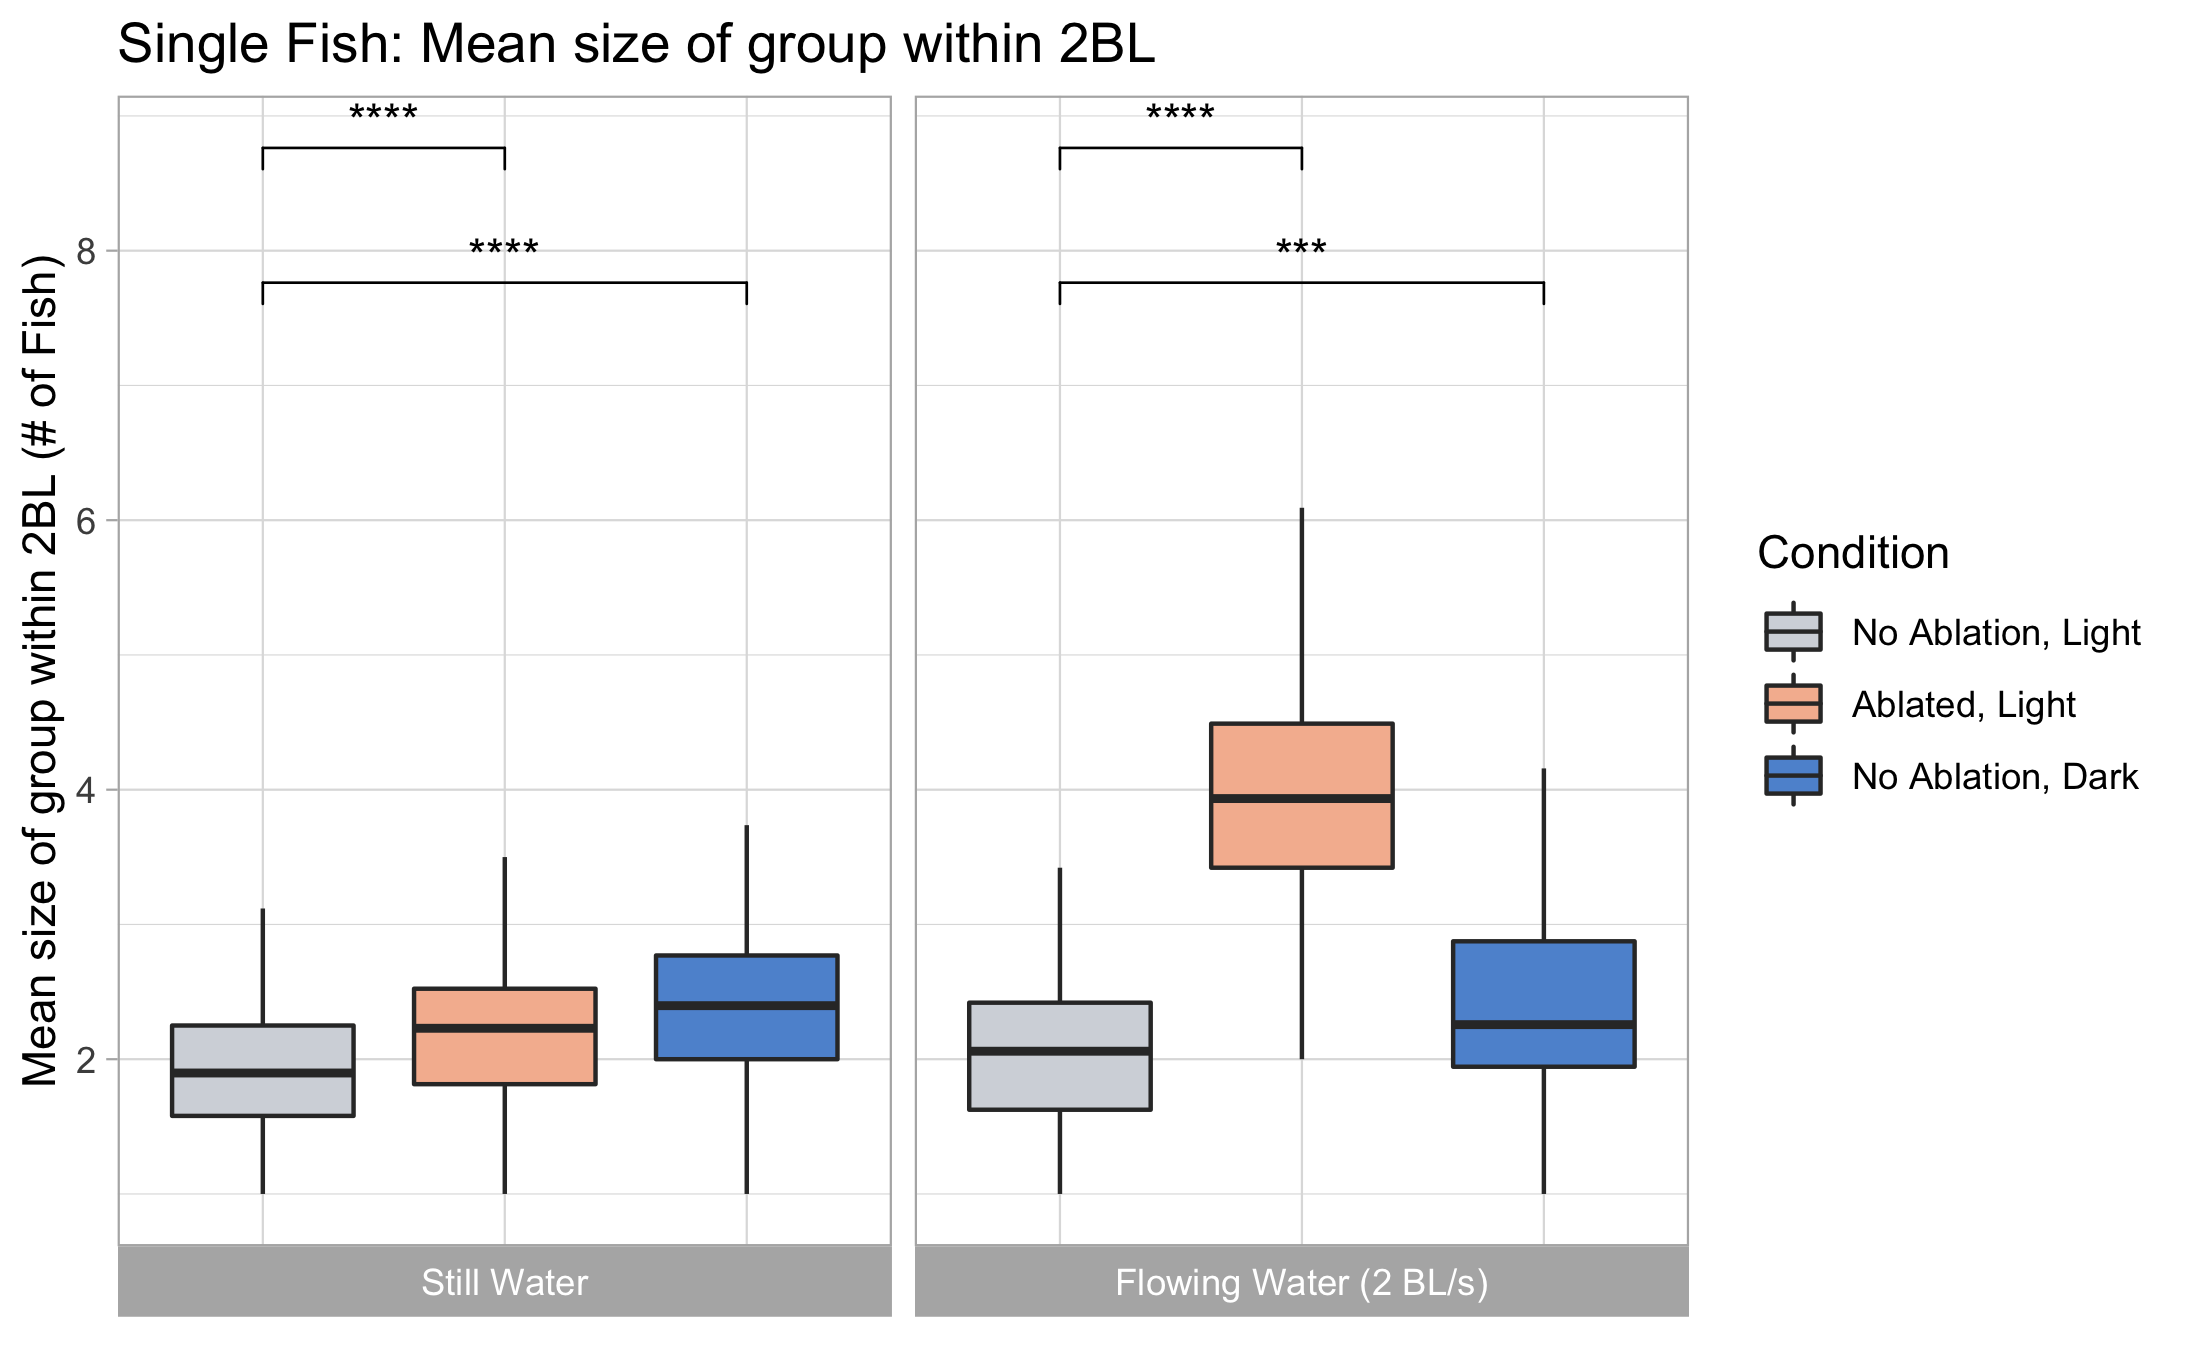 Single Fish: Mean size of group within 2BL
Mean size of group within 2BL (# of Fish)
8
6
4
2
****
****
****
***
Still Water
Flowing Water (2 BL/s)
Condition
No Ablation, Light
Ablated, Light
No Ablation, Dark